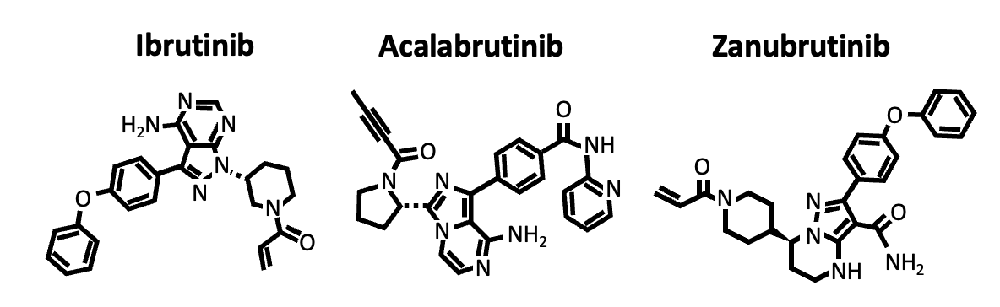 Ibrutinib Acalabrutinib Zanubrutinib
H₂N N N N N O N O
N O N N N NH₂ O NH N
O N N N O O NH₂ NH